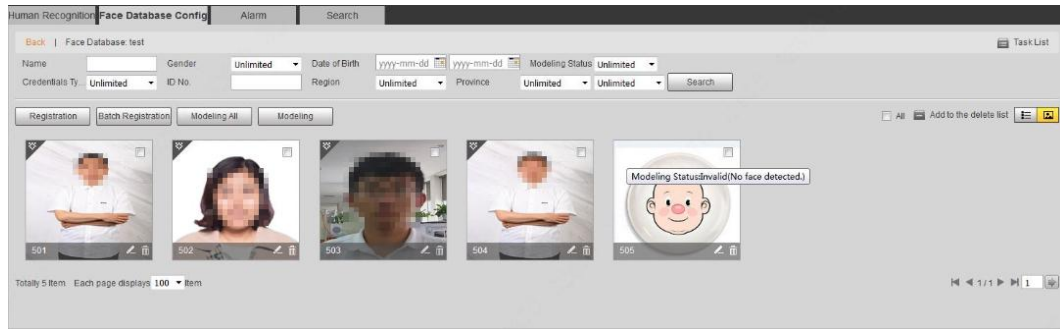 Human Recognition Face Database Config Alarm Search
Back | Face Database: test Task List
Name Gender Unlimited Date of Birth yyyy-mm-dd yyyy-mm-dd Modeling Status Unlimited
Credentials Ty... Unlimited ID No. Region Unlimited Province Unlimited Unlimited Search
Registration Batch Registration Modeling All Modeling All Add to the delete list
Modeling Status:Invalid(No face detected.)
501 502 503 504 505
Totally 5 Item Each page displays 100 Item 1/1 1